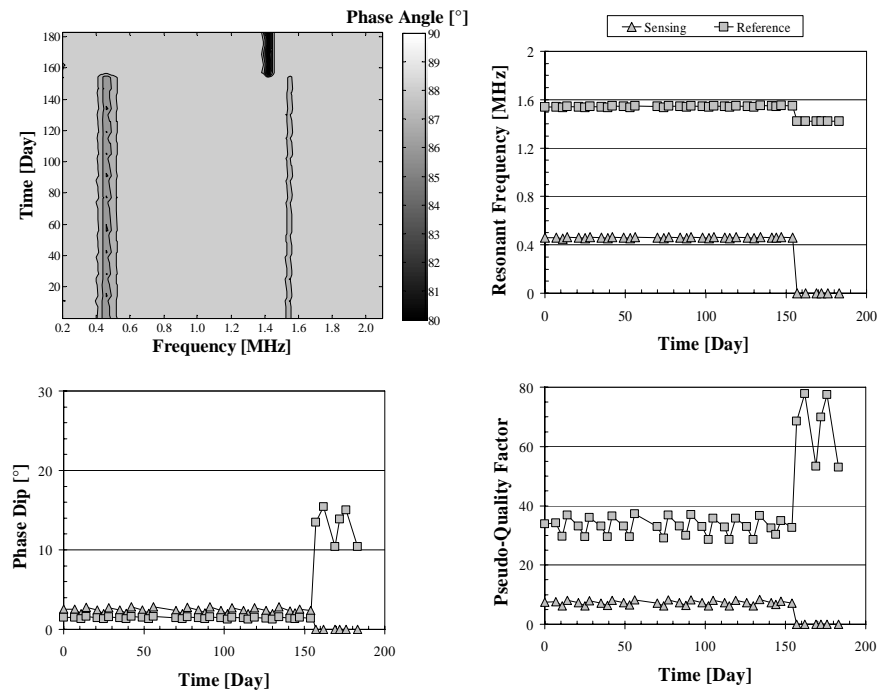 Phase Angle [°]
180
160
140
120
100
80
60
40
20
Time [Day]
0.2 0.4 0.6 0.8 1.0 1.2 1.4 1.6 1.8 2.0
Frequency [MHz]
90
89
88
87
86
85
84
83
82
81
80
Sensing Reference
2
1.6
1.2
0.8
0.4
0
Resonant Frequency [MHz]
0 50 100 150 200
Time [Day]
30
20
10
0
Phase Dip [°]
0 50 100 150 200
Time [Day]
80
60
40
20
0
Pseudo-Quality Factor
0 50 100 150 200
Time [Day]